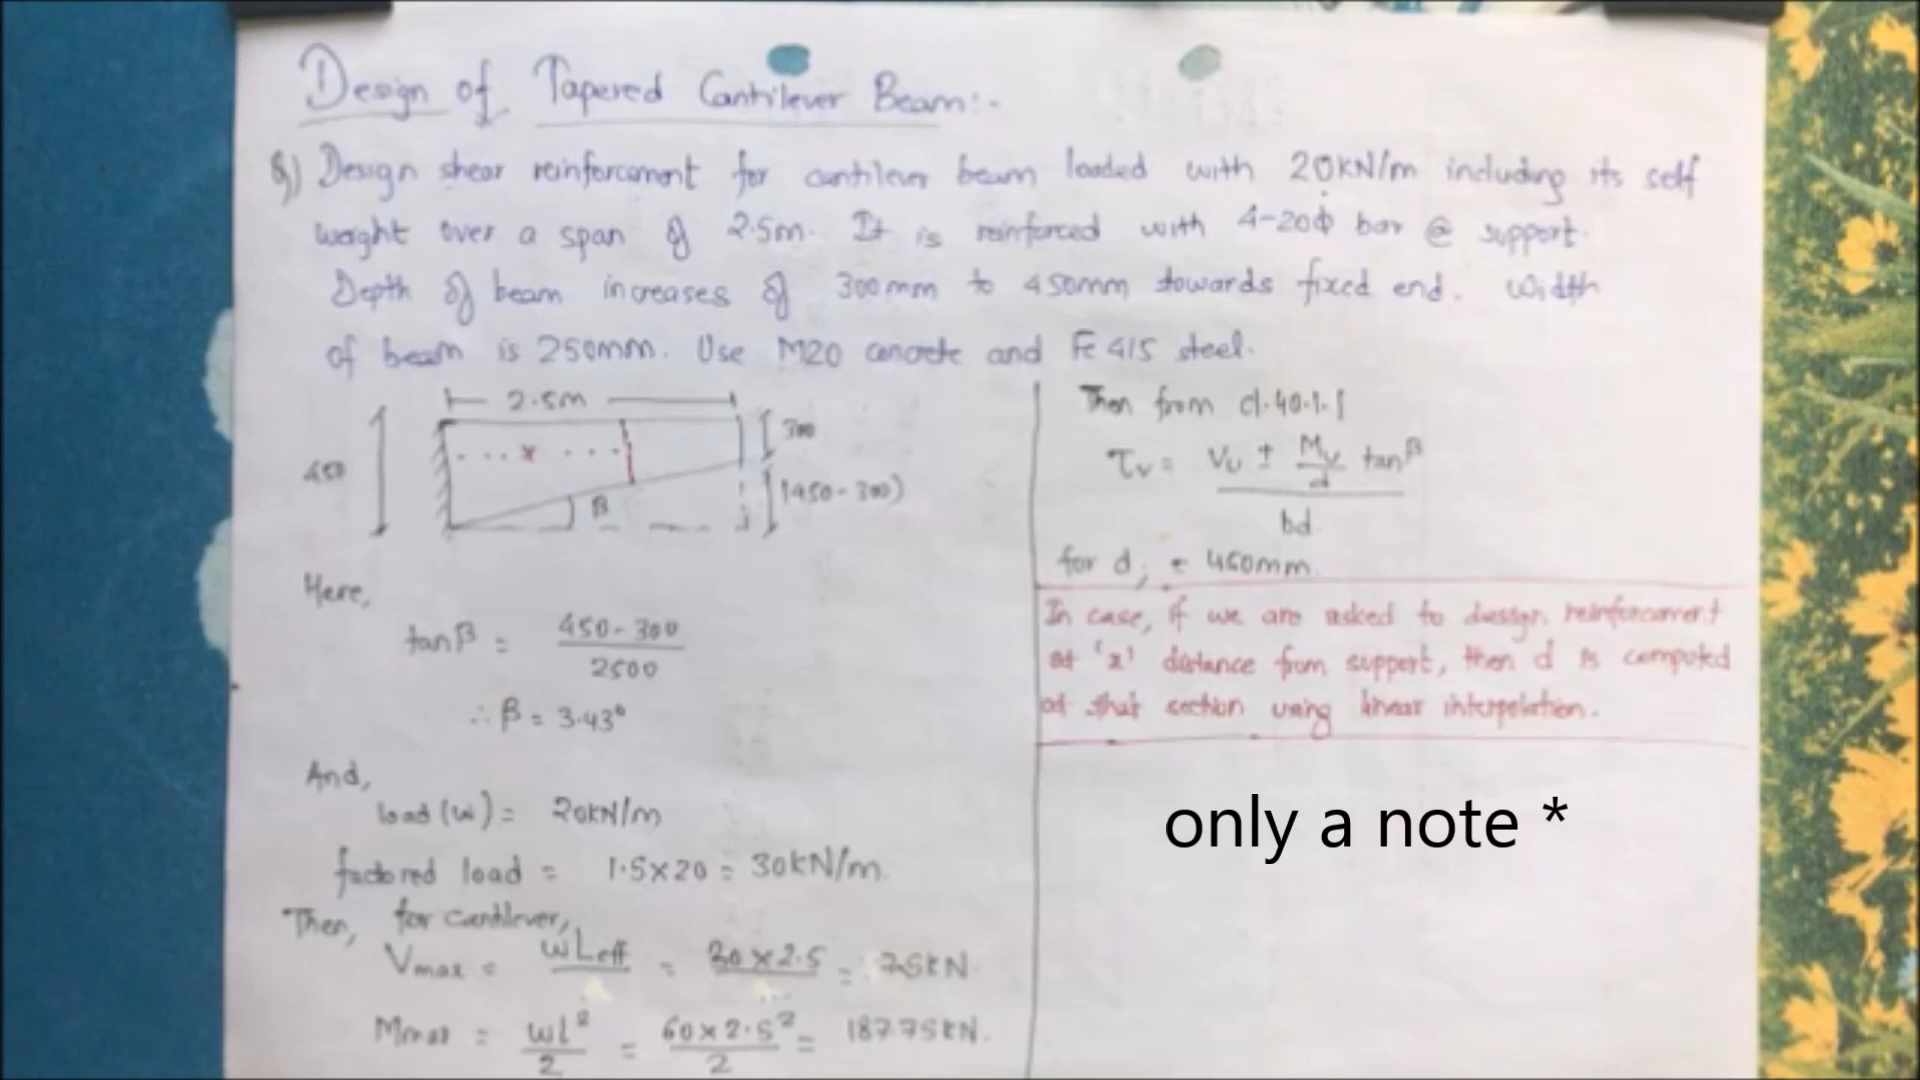 Design of Tapered Cantilever Beam:-
Q) Design shear reinforcement for cantilever beam loaded with 20kN/m including its self
weight over a span of 2.5m. It is reinforced with 4-20ϕ bar @ support.
Depth of beam increases of 300mm to 450mm towards fixed end. Width
of beam is 250mm. Use M20 concrete and Fe 415 steel.
2.5m
450
x
300
β
(450-300)
Here,
tanβ = 450-300
2500
∴ β = 3.43°
And,
load (w) = 20kN/m
factored load = 1.5×20 = 30kN/m.
Then, for cantilever,
Vmax = wLeff = 30×2.5 = 75kN
Mmax = wl² / 2 = 60×2.5² / 2 = 187.75kN.
Then from cl.40.1.1
τv = Vu ± Mu/d tanβ
bd
for d, = 450mm.
In case, if we are asked to design reinforcement
at 'x' distance from support, then d is computed
at that section using linear interpolation.
only a note *